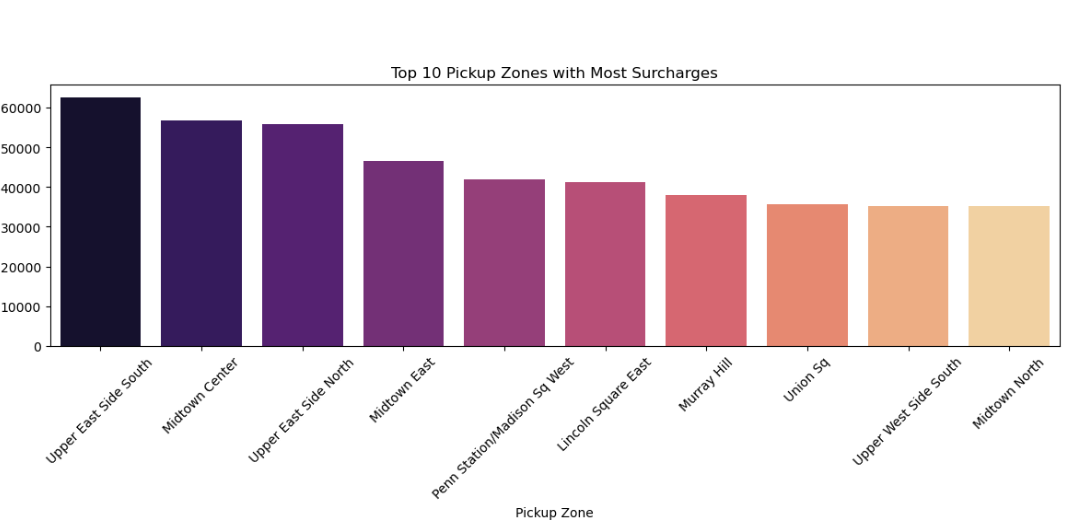 Top 10 Pickup Zones with Most Surcharges
60000
50000
40000
30000
20000
10000
0
Upper East Side South
Midtown Center
Upper East Side North
Midtown East
Penn Station/Madison Sq West
Lincoln Square East
Murray Hill
Union Sq
Upper West Side South
Midtown North
Pickup Zone